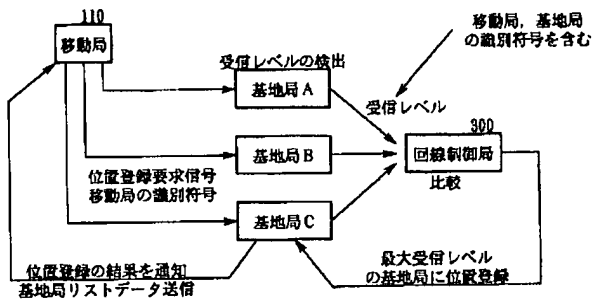 110
移動局
受信レベルの検出
基地局A
移動局，基地局
の識別符号を含む
受信レベル
基地局B
300
回線制御局
比較
位置登録要求信号
移動局の識別符号
基地局C
位置登録の結果を通知
基地局リストデータ送信
最大受信レベル
の基地局に位置登録